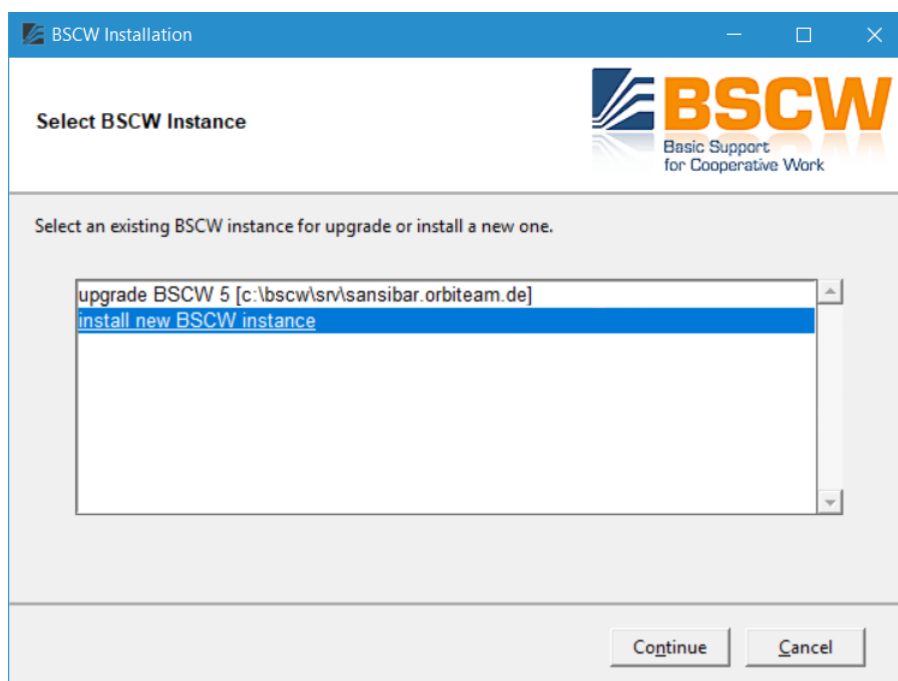 BSCW Installation
Select BSCW Instance
BSCW
Basic Support
for Cooperative Work
Select an existing BSCW instance for upgrade or install a new one.
upgrade BSCW 5 [c:\bscw\srv\sansibar.orbiteam.de]
install new BSCW instance
Continue
Cancel